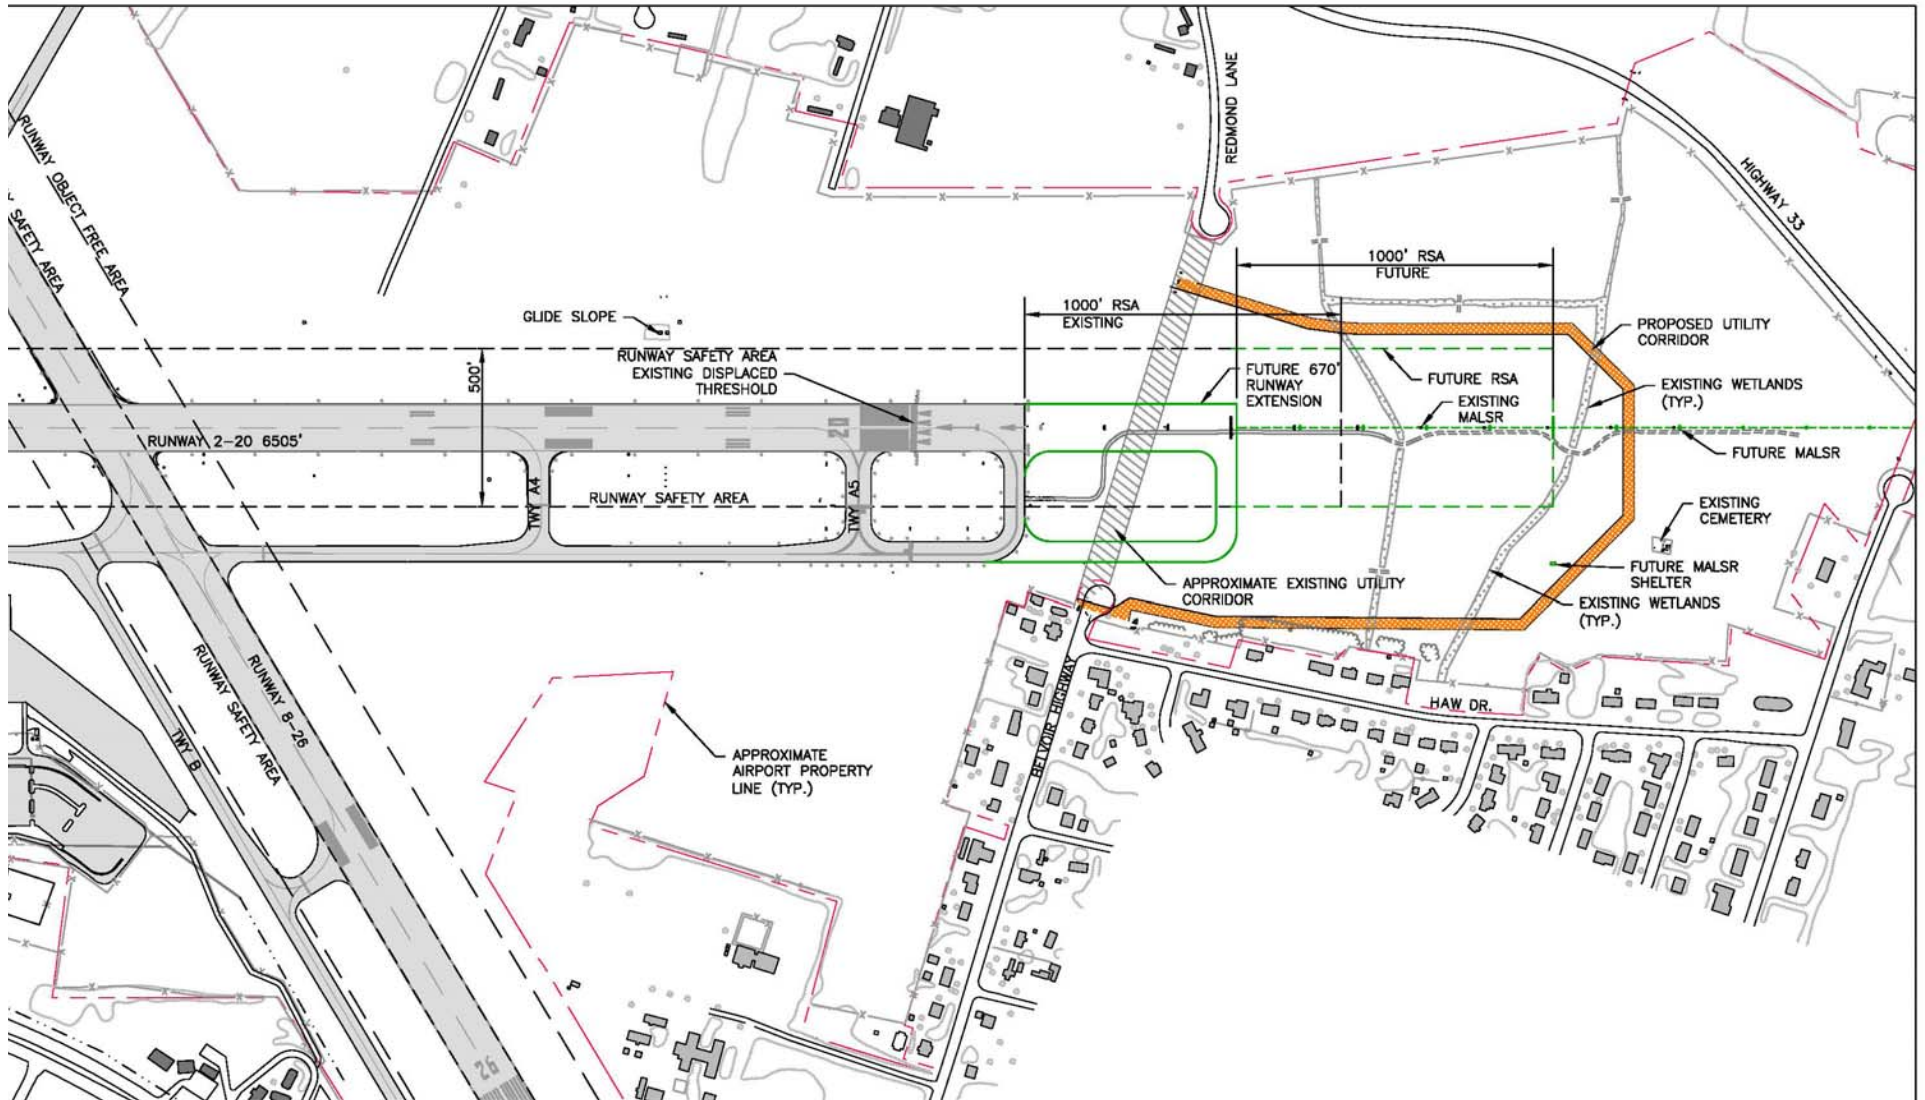 REDMOND LANE
HIGHWAY 33
RUNWAY OBJECT FREE AREA
SAFETY AREA
1000' RSA
FUTURE
1000' RSA
EXISTING
GLIDE SLOPE
500'
RUNWAY SAFETY AREA
EXISTING DISPLACED
THRESHOLD
PROPOSED UTILITY
CORRIDOR
FUTURE 670'
RUNWAY
EXTENSION
FUTURE RSA
EXISTING
MALSR
EXISTING WETLANDS
(TYP.)
RUNWAY 2-20 6505'
20
FUTURE MALSR
TWY A4
RUNWAY SAFETY AREA
TWY A5
EXISTING
CEMETERY
APPROXIMATE EXISTING UTILITY
CORRIDOR
FUTURE MALSR
SHELTER
EXISTING WETLANDS
(TYP.)
RUNWAY 8-26
RUNWAY SAFETY AREA
TWY B
BELVOIR HIGHWAY
HAW DR.
APPROXIMATE
AIRPORT PROPERTY
LINE (TYP.)
26